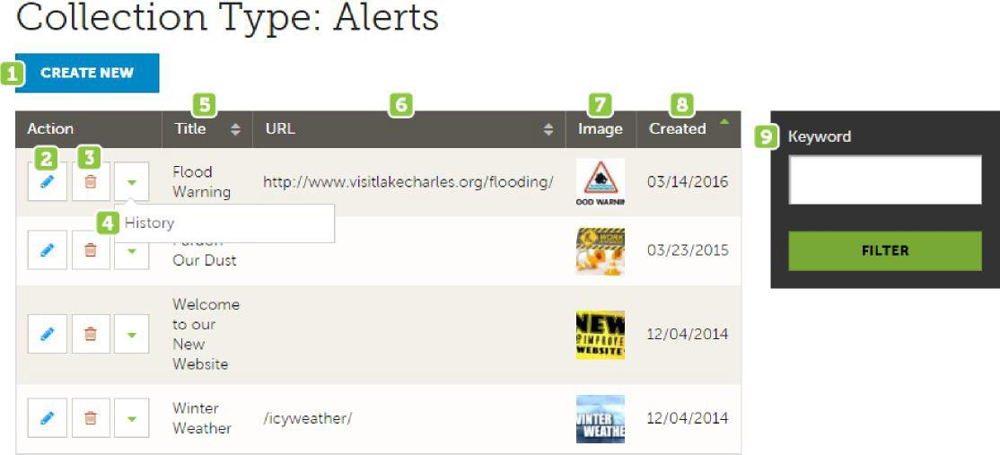 Collection Type: Alerts
1 CREATE NEW
5 6 7 8
Action Title URL Image Created
9 Keyword
2 3
Flood
Warning
http://www.visitlakecharles.org/flooding/
OOD WARNIN
03/14/2016
4 History
FILTER
Our Dust
WORK
03/23/2015
Welcome
to our
New
Website
NEW
IMPROVE
WEBSITE
12/04/2014
Winter
Weather
/icyweather/
WINTER
WEATHE
12/04/2014